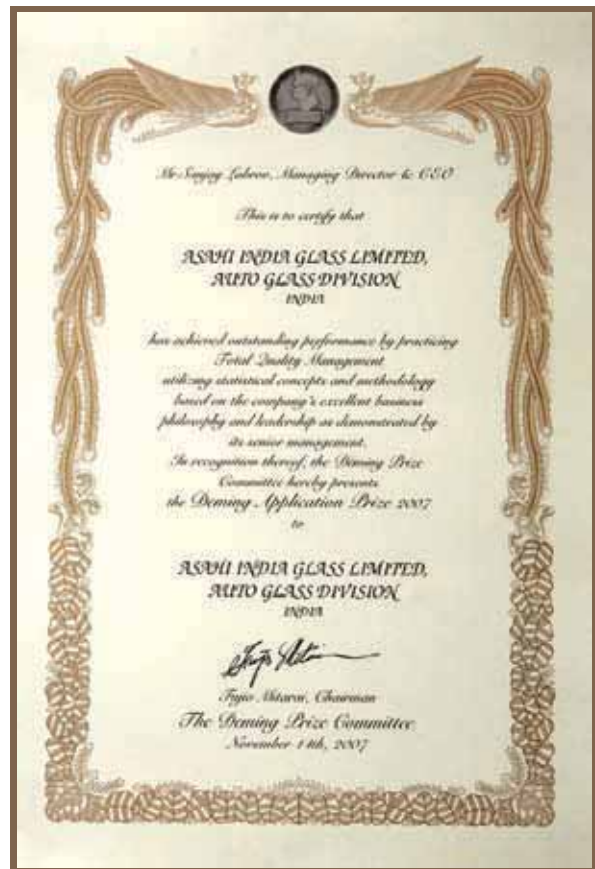 Mr Sanjay Labroo, Managing Director & CEO
This is to certify that
ASAHI INDIA GLASS LIMITED,
AUTO GLASS DIVISION
INDIA
has achieved outstanding performance by practicing
Total Quality Management
utilizing statistical concepts and methodology
based on the company's excellent business
philosophy and leadership as demonstrated by
its senior management.
In recognition thereof, the Deming Prize
Committee hereby presents
the Deming Application Prize 2007
to
ASAHI INDIA GLASS LIMITED,
AUTO GLASS DIVISION
INDIA
Fujio Mitarai, Chairman
The Deming Prize Committee
November 14th, 2007